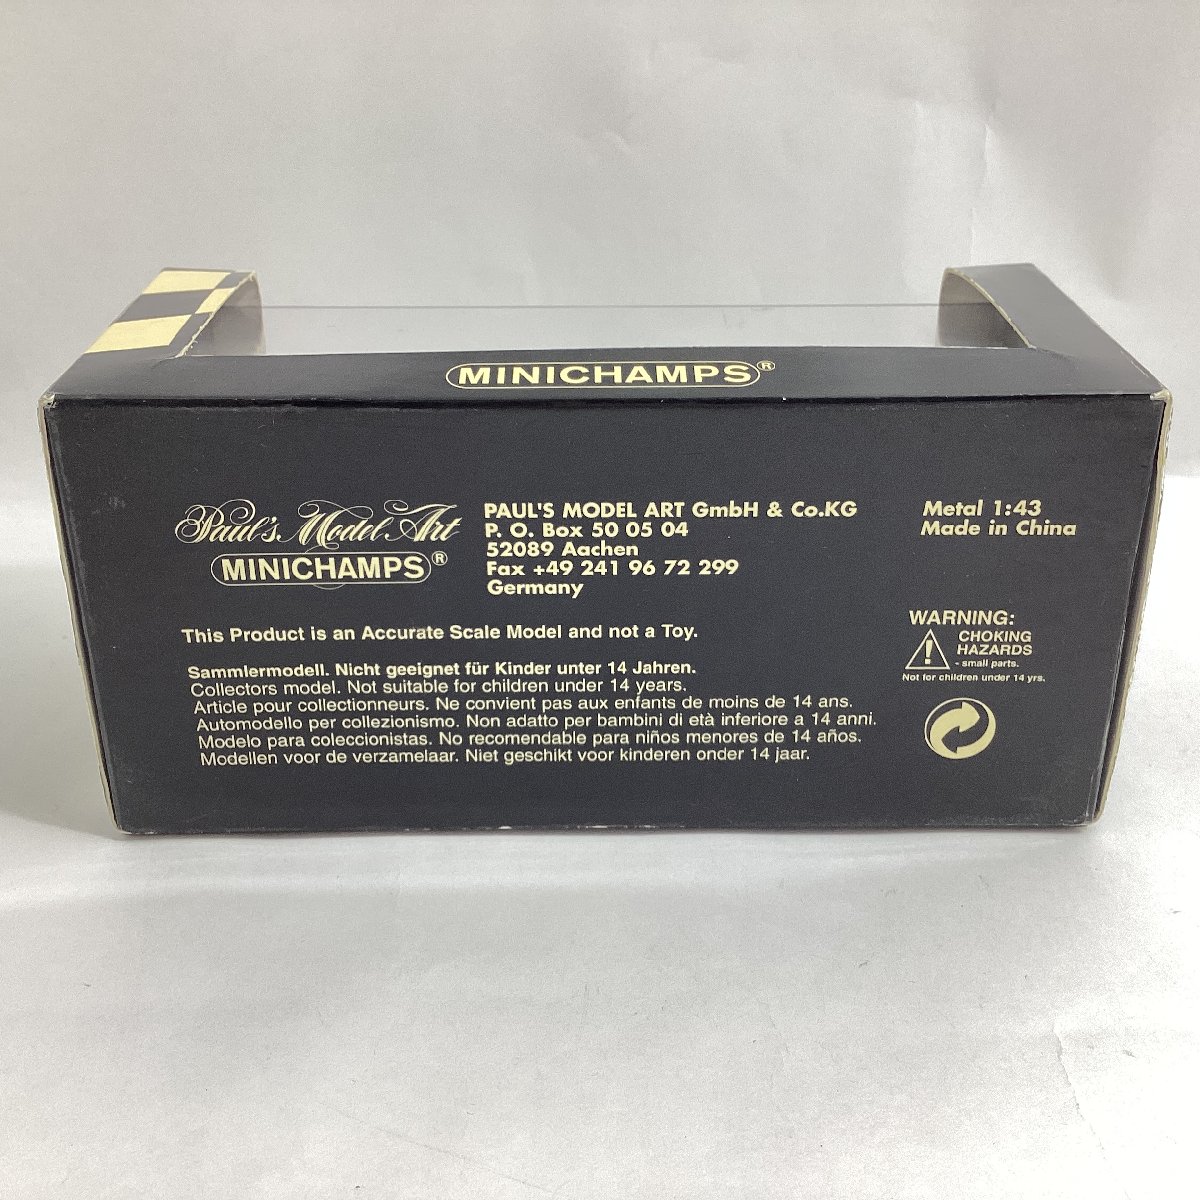 MINICHAMPS®
Paul's Model Art
MINICHAMPS®
PAUL'S MODEL ART GmbH & Co.KG
P. O. Box 50 05 04
52089 Aachen
Fax +49 241 96 72 299
Germany
Metal 1:43
Made in China
This Product is an Accurate Scale Model and not a Toy.
Sammlermodell. Nicht geeignet für Kinder unter 14 Jahren.
Collectors model. Not suitable for children under 14 years.
Article pour collectionneurs. Ne convient pas aux enfants de moins de 14 ans.
Automodello per collezionismo. Non adatto per bambini di età inferiore a 14 anni.
Modelo para coleccionistas. No recomendable para niños menores de 14 años.
Modellen voor de verzamelaar. Niet geschikt voor kinderen onder 14 jaar.
WARNING:
CHOKING
HAZARDS
- small parts.
Not for children under 14 yrs.